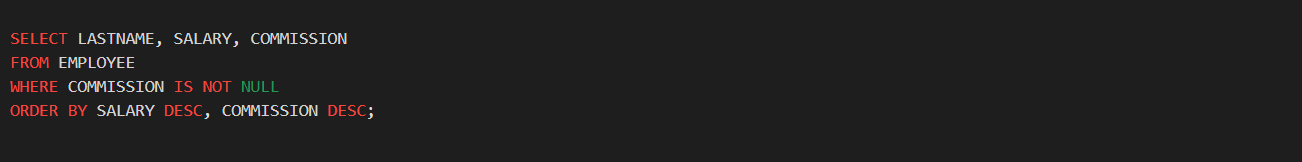 SELECT LASTNAME, SALARY, COMMISSION
FROM EMPLOYEE
WHERE COMMISSION IS NOT NULL
ORDER BY SALARY DESC, COMMISSION DESC;